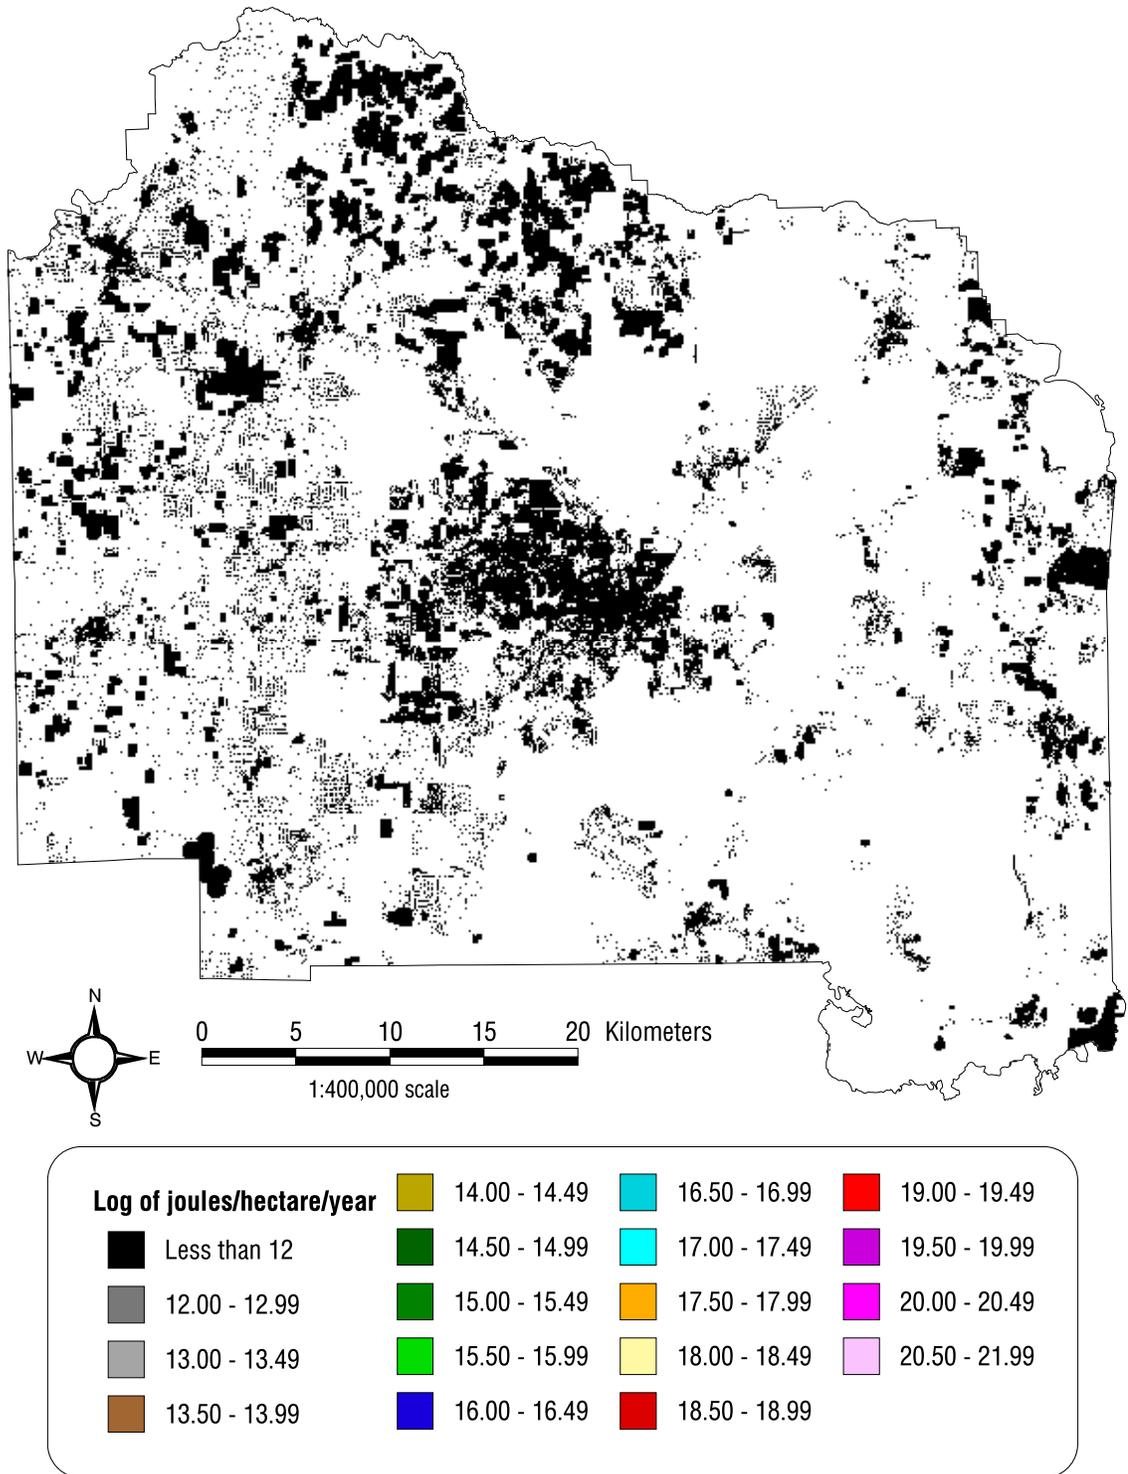 N
W E
S
0 5 10 15 20 Kilometers
1:400,000 scale
Log of joules/hectare/year
Less than 12
12.00 - 12.99
13.00 - 13.49
13.50 - 13.99
14.00 - 14.49
14.50 - 14.99
15.00 - 15.49
15.50 - 15.99
16.00 - 16.49
16.50 - 16.99
17.00 - 17.49
17.50 - 17.99
18.00 - 18.49
18.50 - 18.99
19.00 - 19.49
19.50 - 19.99
20.00 - 20.49
20.50 - 21.99